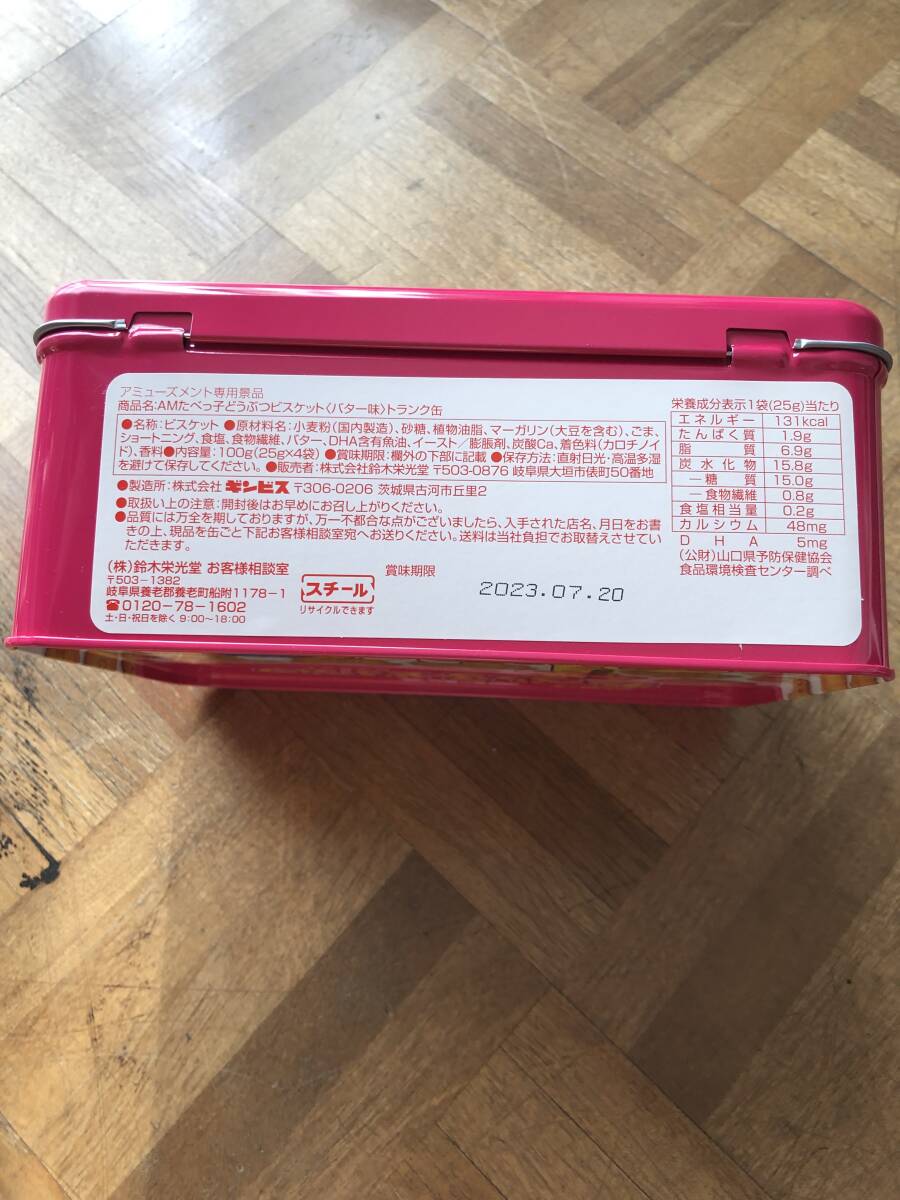 アミューズメント専用景品
商品名:AMたべっ子どうぶつビスケット〈バター味〉トランク缶
●名称:ビスケット ●原材料名:小麦粉(国内製造)、砂糖、植物油脂、マーガリン(大豆を含む)、ごま、
ショートニング、食塩、食物繊維、バター、DHA含有魚油、イースト/膨脹剤、炭酸Ca、着色料(カロチノイ
ド)、香料●内容量:100g(25g×4袋)●賞味期限:欄外の下部に記載●保存方法:直射日光・高温多湿
を避けて保存してください。●販売者:株式会社鈴木栄光堂 〒503-0876 岐阜県大垣市俵町50番地
●製造所:株式会社ギンビス 〒306-0206 茨城県古河市丘里2
●取扱い上の注意:開封後はお早めにお召し上がりください。
●品質には万全を期しておりますが、万一不都合な点がございましたら、入手された店名、月日をお書
きの上、現品を缶ごと下記お客様相談室宛へお送りください。送料は当社負担でお取替えさせてい
ただきます。
(株)鈴木栄光堂 お客様相談室
〒503-1382
岐阜県養老郡養老町船附1178-1
☎0120-78-1602
土・日・祝日を除く 9:00〜18:00
スチール
リサイクルできます
賞味期限
2023.07.20
栄養成分表示1袋(25g)当たり
エネルギー 131kcal
たんぱく質 1.9g
脂質 6.9g
炭水化物 15.8g
―糖質 15.0g
―食物繊維 0.8g
食塩相当量 0.2g
カルシウム 48mg
DHA 5mg
(公財)山口県予防保健協会
食品環境検査センター調べ